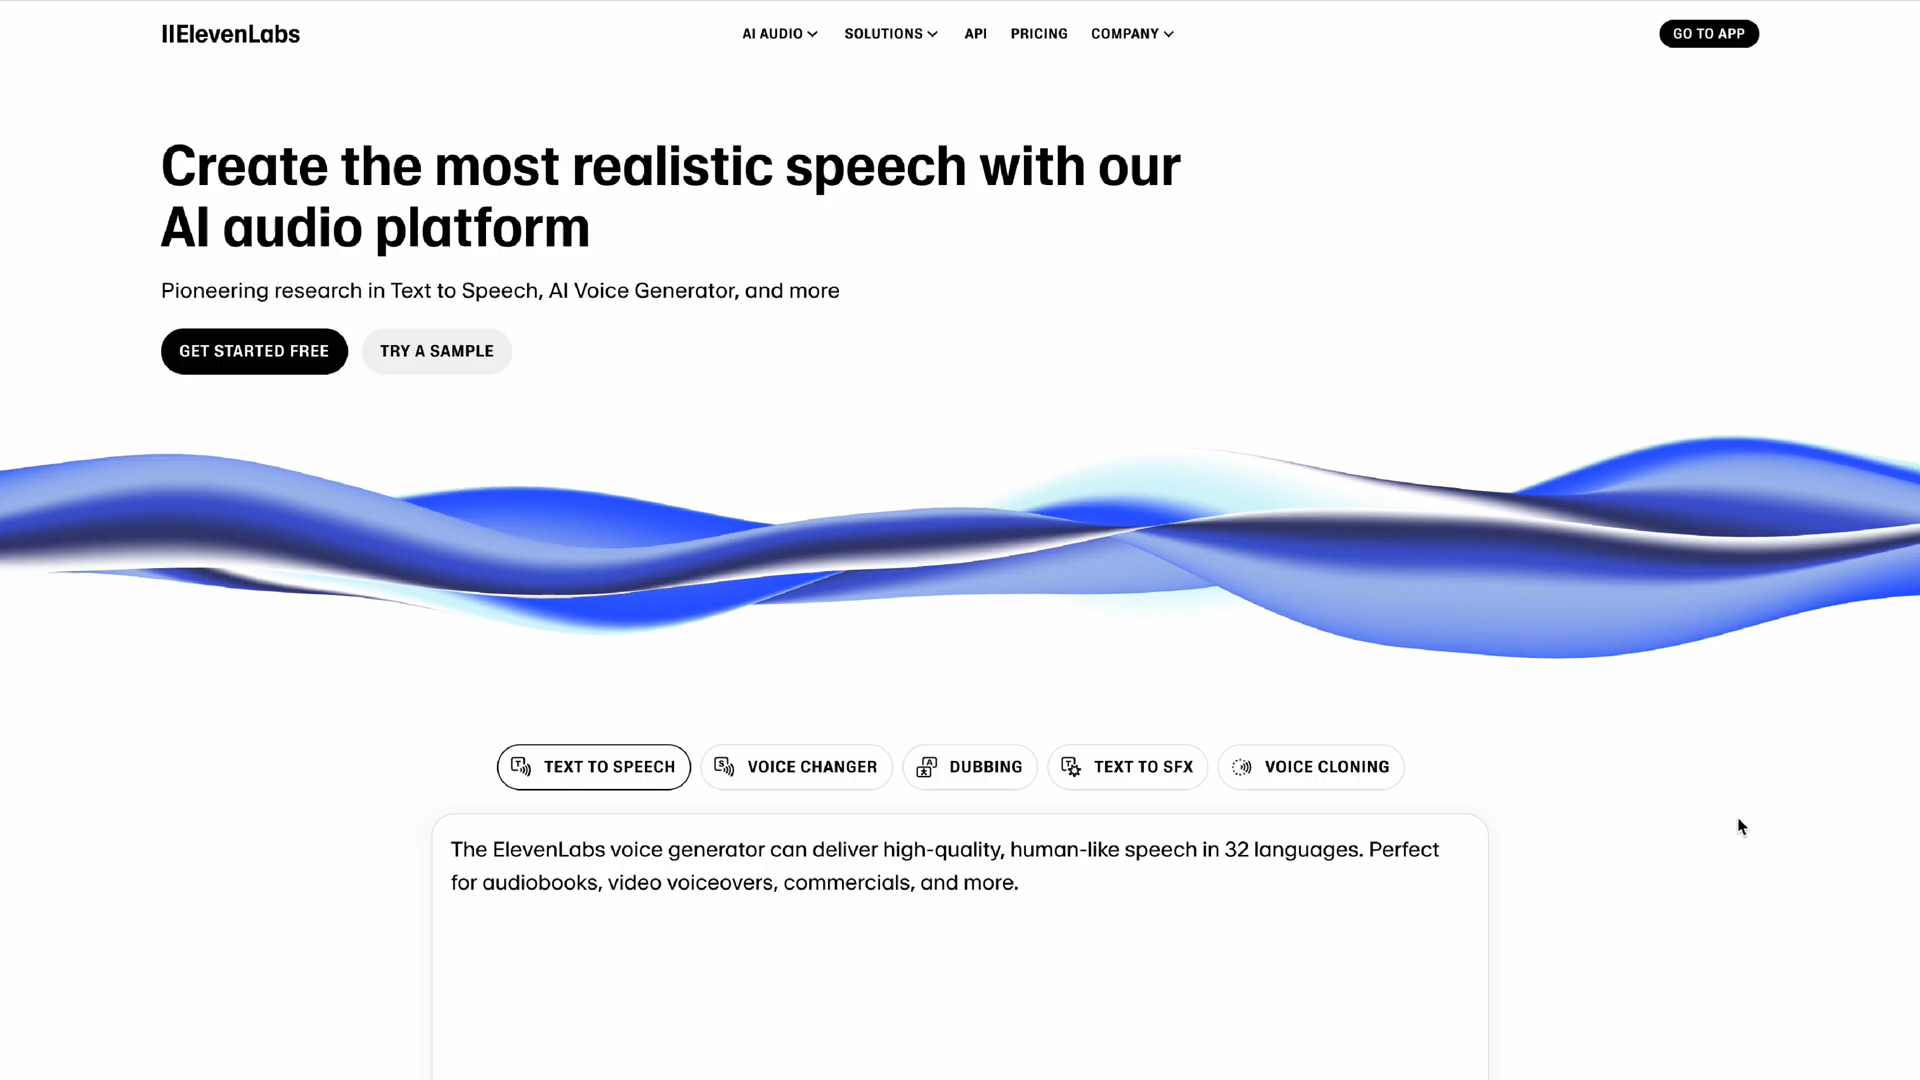 IIElevenLabs
AI AUDIO
SOLUTIONS
API
PRICING
COMPANY
GO TO APP
Create the most realistic speech with our
AI audio platform
Pioneering research in Text to Speech, AI Voice Generator, and more
GET STARTED FREE
TRY A SAMPLE
TEXT TO SPEECH
VOICE CHANGER
DUBBING
TEXT TO SFX
VOICE CLONING
The ElevenLabs voice generator can deliver high-quality, human-like speech in 32 languages. Perfect
for audiobooks, video voiceovers, commercials, and more.